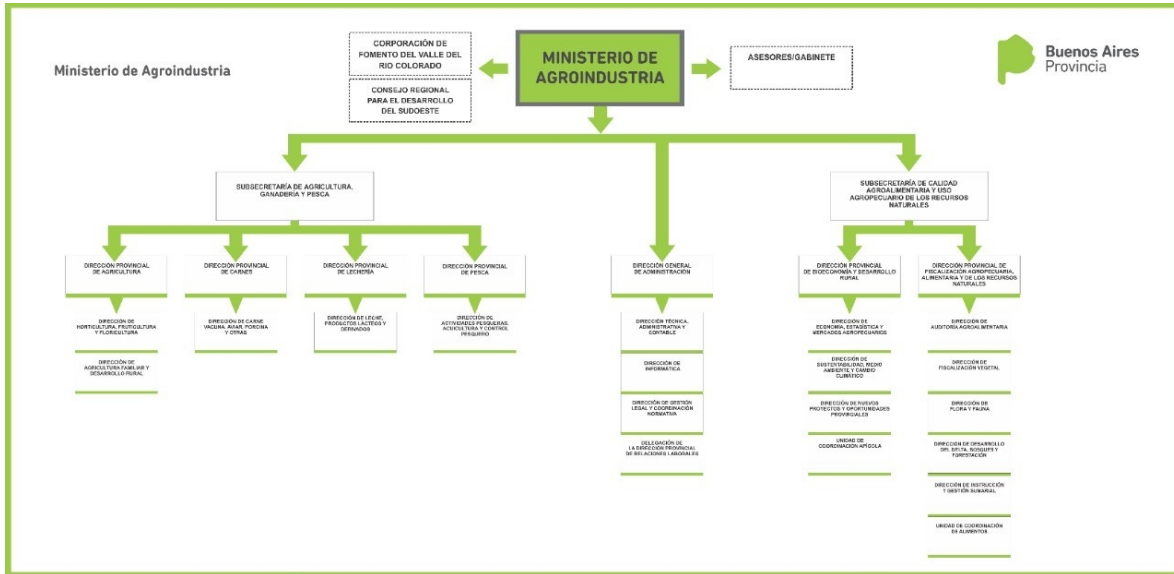 Ministerio de Agroindustria
CORPORACIÓN DE
FOMENTO DEL VALLE DEL
RIO COLORADO
CONSEJO REGIONAL
PARA EL DESARROLLO
DEL SUDOESTE
MINISTERIO DE
AGROINDUSTRIA
ASESORES/GABINETE
Buenos Aires
Provincia
SUBSECRETARÍA DE AGRICULTURA,
GANADERÍA Y PESCA
SUBSECRETARÍA DE CALIDAD
AGROALIMENTARIA Y USO
AGROPECUARIO DE LOS RECURSOS
NATURALES
DIRECCIÓN PROVINCIAL
DE AGRICULTURA
DIRECCIÓN PROVINCIAL
DE CARNES
DIRECCIÓN PROVINCIAL
DE LECHERÍA
DIRECCIÓN PROVINCIAL
DE PESCA
DIRECCIÓN GENERAL
DE ADMINISTRACIÓN
DIRECCIÓN PROVINCIAL
DE BIOECONOMÍA Y DESARROLLO
RURAL
DIRECCIÓN PROVINCIAL DE
FISCALIZACIÓN AGROPECUARIA,
ALIMENTARIA Y DE LOS RECURSOS
NATURALES
DIRECCIÓN DE
HORTICULTURA, FRUTICULTURA
Y FLORICULTURA
DIRECCIÓN DE
AGRICULTURA FAMILIAR Y
DESARROLLO RURAL
DIRECCIÓN DE CARNE
VACUNA, AVIAR, PORCINA
Y OTRAS
DIRECCIÓN DE LECHE,
PRODUCTOS LÁCTEOS Y
DERIVADOS
DIRECCIÓN DE
ACTIVIDADES PESQUERAS,
ACUICULTURA Y CONTROL
PESQUERO
DIRECCIÓN TÉCNICA,
ADMINISTRATIVA Y
CONTABLE
DIRECCIÓN DE
INFORMÁTICA
DIRECCIÓN DE GESTIÓN
LEGAL Y COORDINACIÓN
NORMATIVA
DELEGACIÓN DE
LA DIRECCIÓN PROVINCIAL
DE RELACIONES LABORALES
DIRECCIÓN DE
ECONOMÍA, ESTADÍSTICA Y
MERCADOS AGROPECUARIOS
DIRECCIÓN DE
SUSTENTABILIDAD, MEDIO
AMBIENTE Y CAMBIO
CLIMÁTICO
DIRECCIÓN DE NUEVOS
PROYECTOS Y OPORTUNIDADES
PROVINCIALES
UNIDAD DE
COORDINACIÓN APÍCOLA
DIRECCIÓN DE
AUDITORÍA AGROALIMENTARIA
DIRECCIÓN DE
FISCALIZACIÓN VEGETAL
DIRECCIÓN DE
FLORA Y FAUNA
DIRECCIÓN DE DESARROLLO
DEL DELTA, BOSQUES Y
FORESTACIÓN
DIRECCIÓN DE INSTRUCCIÓN
Y GESTIÓN SUMARIAL
UNIDAD DE COORDINACIÓN
DE ALIMENTOS